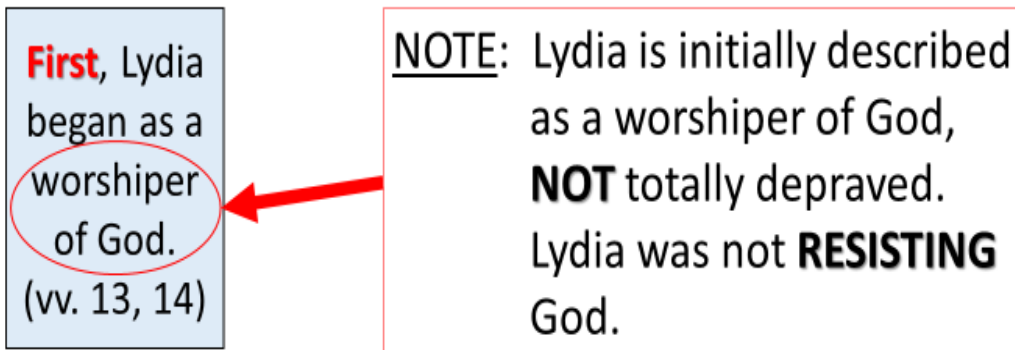 First, Lydia
began as a
worshiper
of God.
(vv. 13, 14)
NOTE: Lydia is initially described
as a worshiper of God,
NOT totally depraved.
Lydia was not RESISTING
God.